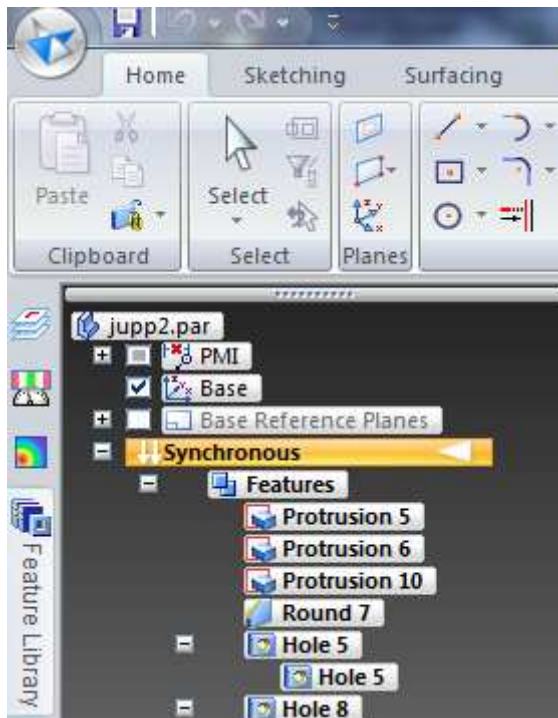 Home Sketching Surfacing
Paste Select
Clipboard Select Planes
jupp2.par
PMI
Base
Base Reference Planes
Synchronous
Features
Protrusion 5
Protrusion 6
Protrusion 10
Round 7
Hole 5
Hole 5
Hole 8
Feature Library